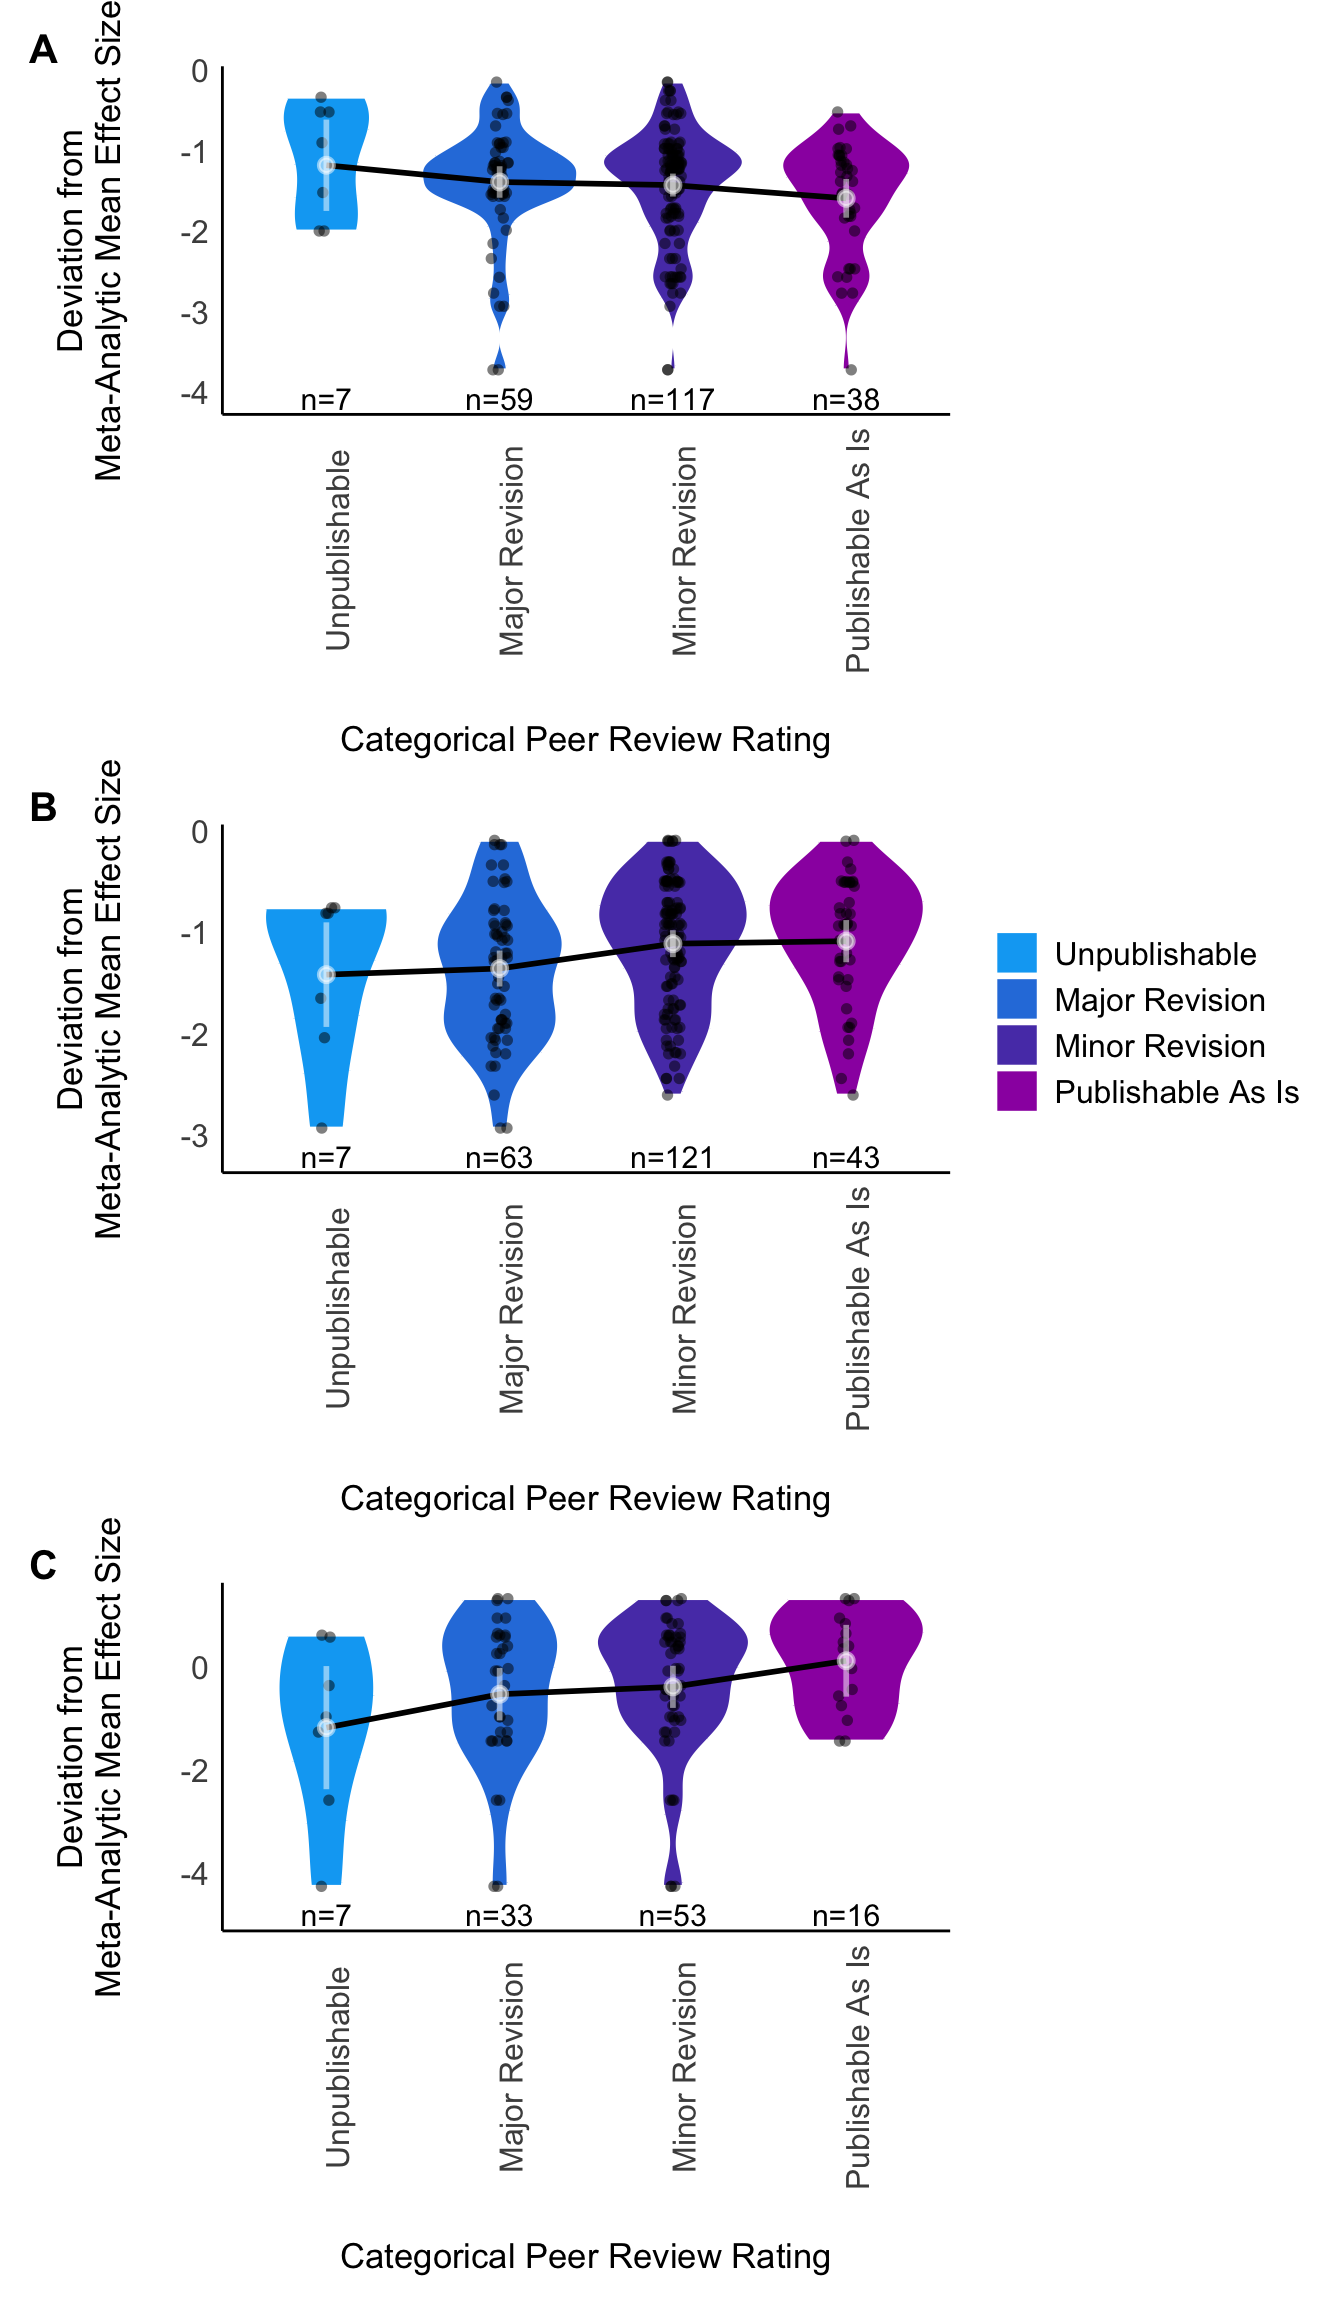 A
Deviation from
Meta-Analytic Mean Effect Size
0
-1
-2
-3
-4
n=7
n=59
n=117
n=38
Unpublishable
Major Revision
Minor Revision
Publishable As Is
Categorical Peer Review Rating
B
Deviation from
Meta-Analytic Mean Effect Size
0
-1
-2
-3
n=7
n=63
n=121
n=43
Unpublishable
Major Revision
Minor Revision
Publishable As Is
Categorical Peer Review Rating
Unpublishable
Major Revision
Minor Revision
Publishable As Is
C
Deviation from
Meta-Analytic Mean Effect Size
0
-2
-4
n=7
n=33
n=53
n=16
Unpublishable
Major Revision
Minor Revision
Publishable As Is
Categorical Peer Review Rating